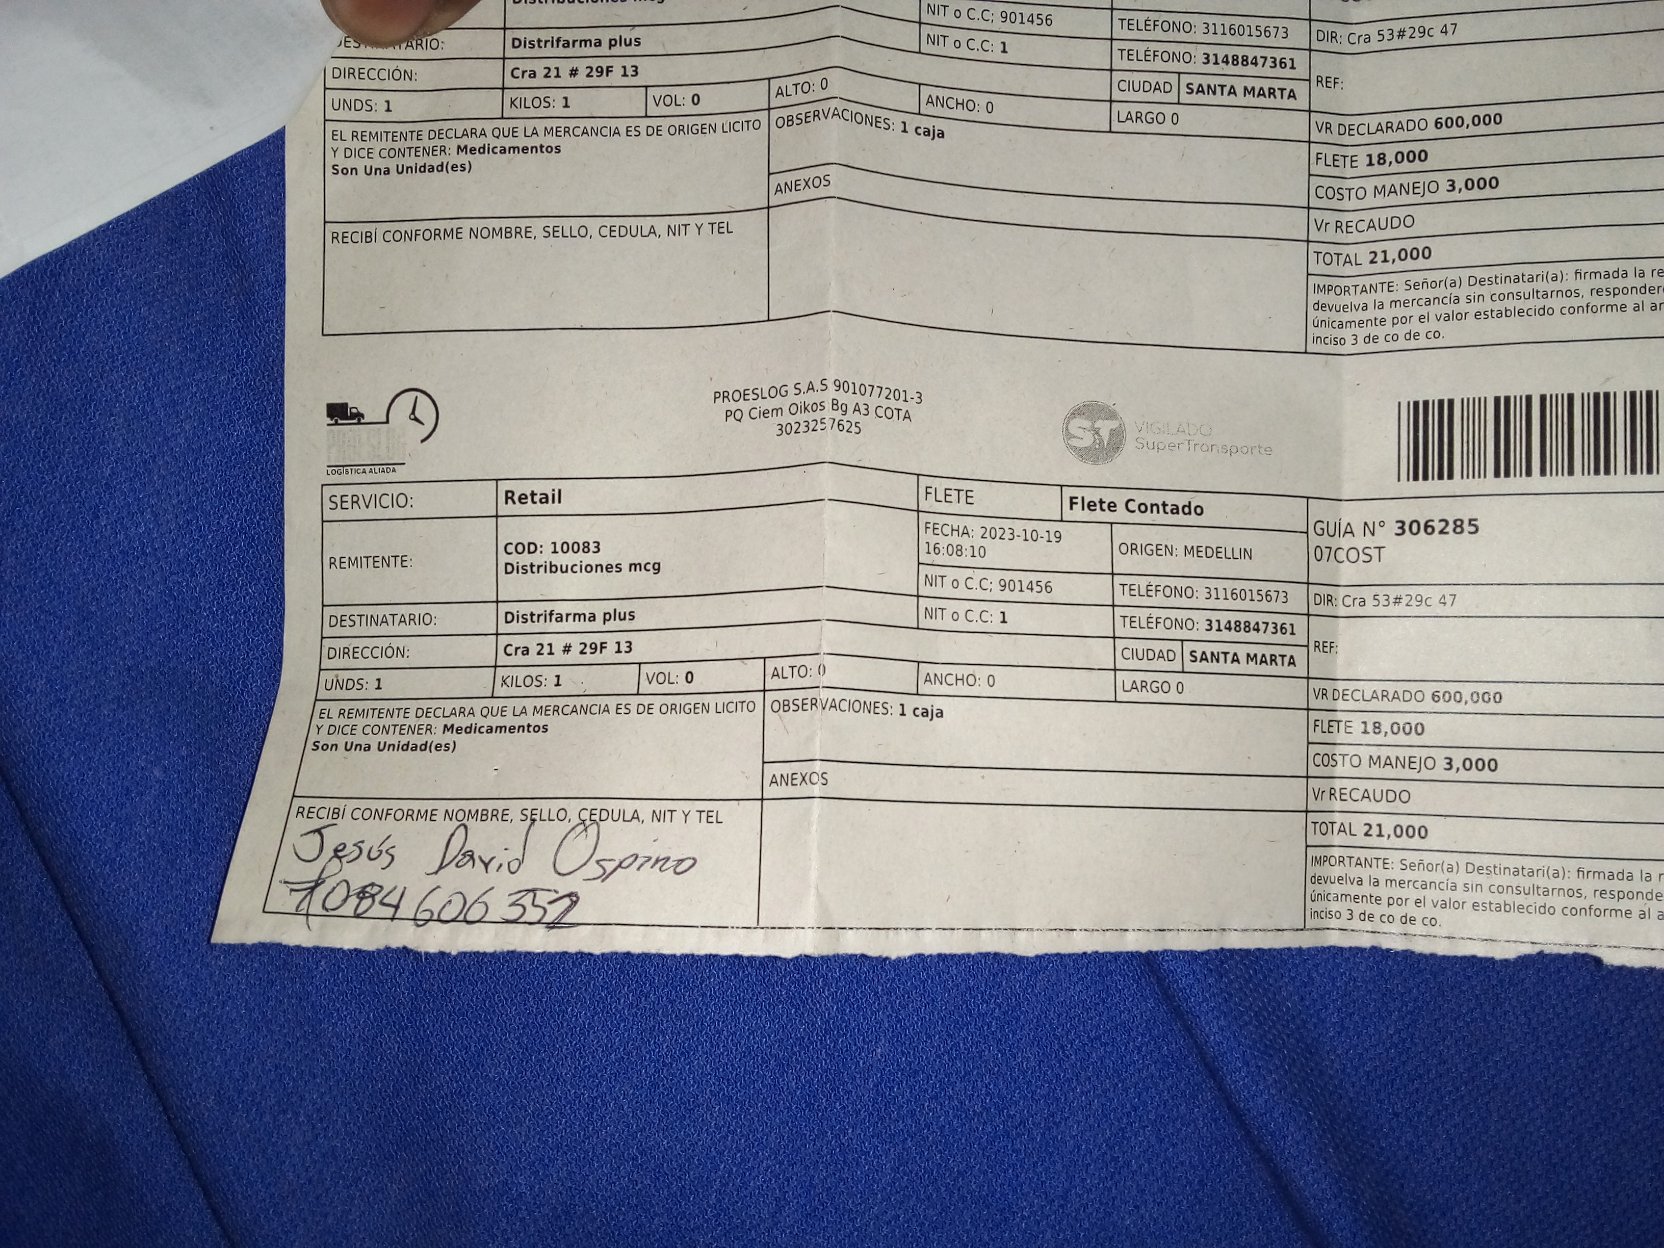 Distribuciones mcg
NIT o C.C; 901456
TELÉFONO: 3116015673
DIR: Cra 53#29c 47
Distrifarma plus
NIT o C.C: 1
TELÉFONO: 3148847361
DIRECCIÓN:
Cra 21 # 29F 13
CIUDAD
SANTA MARTA
REF:
UNDS: 1
KILOS: 1
VOL: 0
ALTO: 0
ANCHO: 0
LARGO 0
VR DECLARADO 600,000
EL REMITENTE DECLARA QUE LA MERCANCIA ES DE ORIGEN LICITO
Y DICE CONTENER: Medicamentos
Son Una Unidad(es)
OBSERVACIONES: 1 caja
FLETE 18,000
ANEXOS
COSTO MANEJO 3,000
Vr RECAUDO
RECIBÍ CONFORME NOMBRE, SELLO, CEDULA, NIT Y TEL
TOTAL 21,000
IMPORTANTE: Señor(a) Destinatari(a): firmada la
devuelva la mercancía sin consultarnos,
únicamente por el valor establecido conforme al
inciso 3 de co de co.
LOGÍSTICA ALIADA
PROESLOG S.A.S 901077201-3
PQ Ciem Oikos Bg A3 COTA
3023257625
ST
VIGILADO
SuperTransporte
SERVICIO:
Retail
FLETE
Flete Contado
GUÍA N° 306285
07COST
REMITENTE:
COD: 10083
Distribuciones mcg
FECHA: 2023-10-19
16:08:10
ORIGEN: MEDELLIN
NIT o C.C; 901456
TELÉFONO: 3116015673
DIR: Cra 53#29c 47
DESTINATARIO:
Distrifarma plus
NIT o C.C: 1
TELÉFONO: 3148847361
DIRECCIÓN:
Cra 21 # 29F 13
CIUDAD
SANTA MARTA
REF:
UNDS: 1
KILOS: 1
VOL: 0
ALTO: 0
ANCHO: 0
LARGO 0
VR DECLARADO 600,000
EL REMITENTE DECLARA QUE LA MERCANCIA ES DE ORIGEN LICITO
Y DICE CONTENER: Medicamentos
Son Una Unidad(es)
OBSERVACIONES: 1 caja
FLETE 18,000
ANEXOS
COSTO MANEJO 3,000
Vr RECAUDO
RECIBÍ CONFORME NOMBRE, SELLO, CEDULA, NIT Y TEL
Jesús David Ospino
7084606352
TOTAL 21,000
IMPORTANTE: Señor(a) Destinatari(a): firmada la
devuelva la mercancía sin consultarnos,
únicamente por el valor establecido conforme al
inciso 3 de co de co.